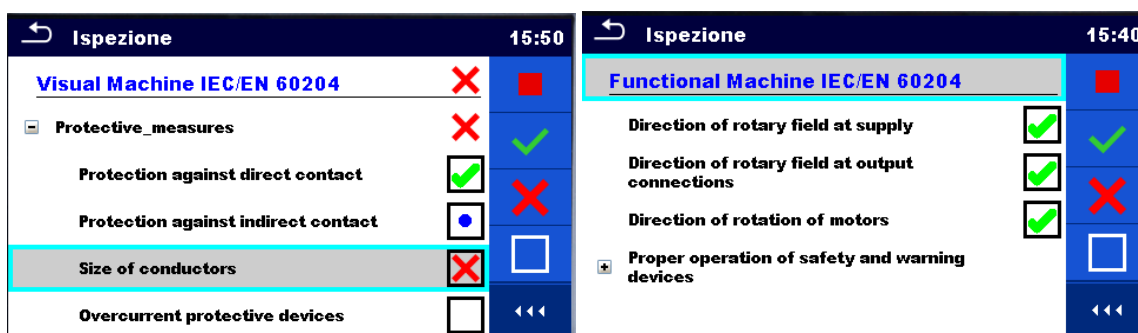 Ispezione 15:50
Visual Machine IEC/EN 60204
Protective_measures
Protection against direct contact
Protection against indirect contact
Size of conductors
Overcurrent protective devices
Ispezione 15:40
Functional Machine IEC/EN 60204
Direction of rotary field at supply
Direction of rotary field at output
connections
Direction of rotation of motors
Proper operation of safety and warning
devices